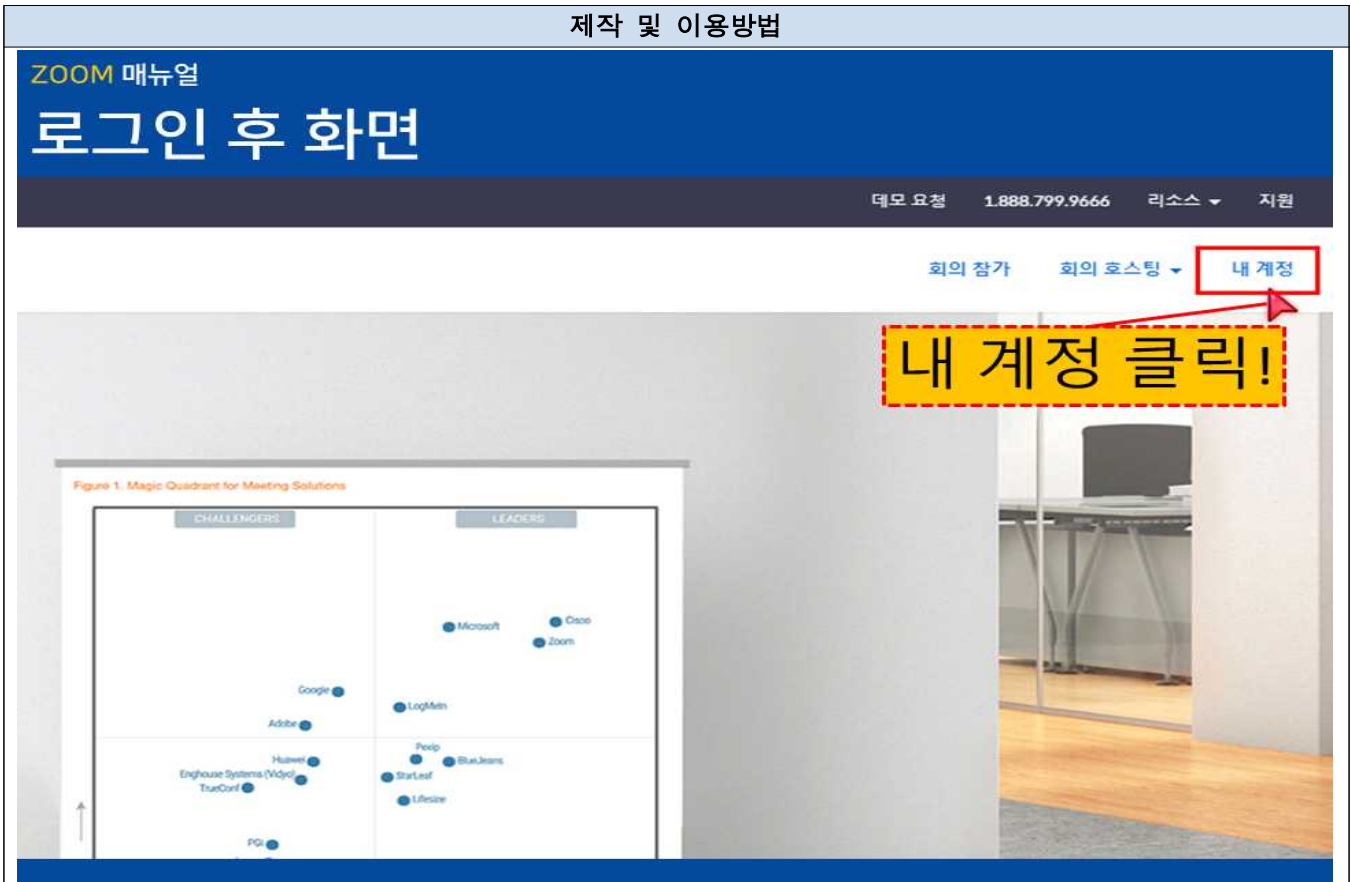 제작 및 이용방법
ZOOM 매뉴얼
로그인 후 화면
데모 요청 1.888.799.9666 리소스 지원
회의 참가 회의 호스팅 내 계정
내 계정 클릭!
Figure 1. Magic Quadrant for Meeting Solutions
CHALLENGERS LEADERS
Microsoft Cisco
Zoom
Google
LogMeIn
Adobe
Pexip
Huawei BlueJeans
Enghouse Systems (Vidyo) StarLeaf
TrueConf
Lifesize
PGi